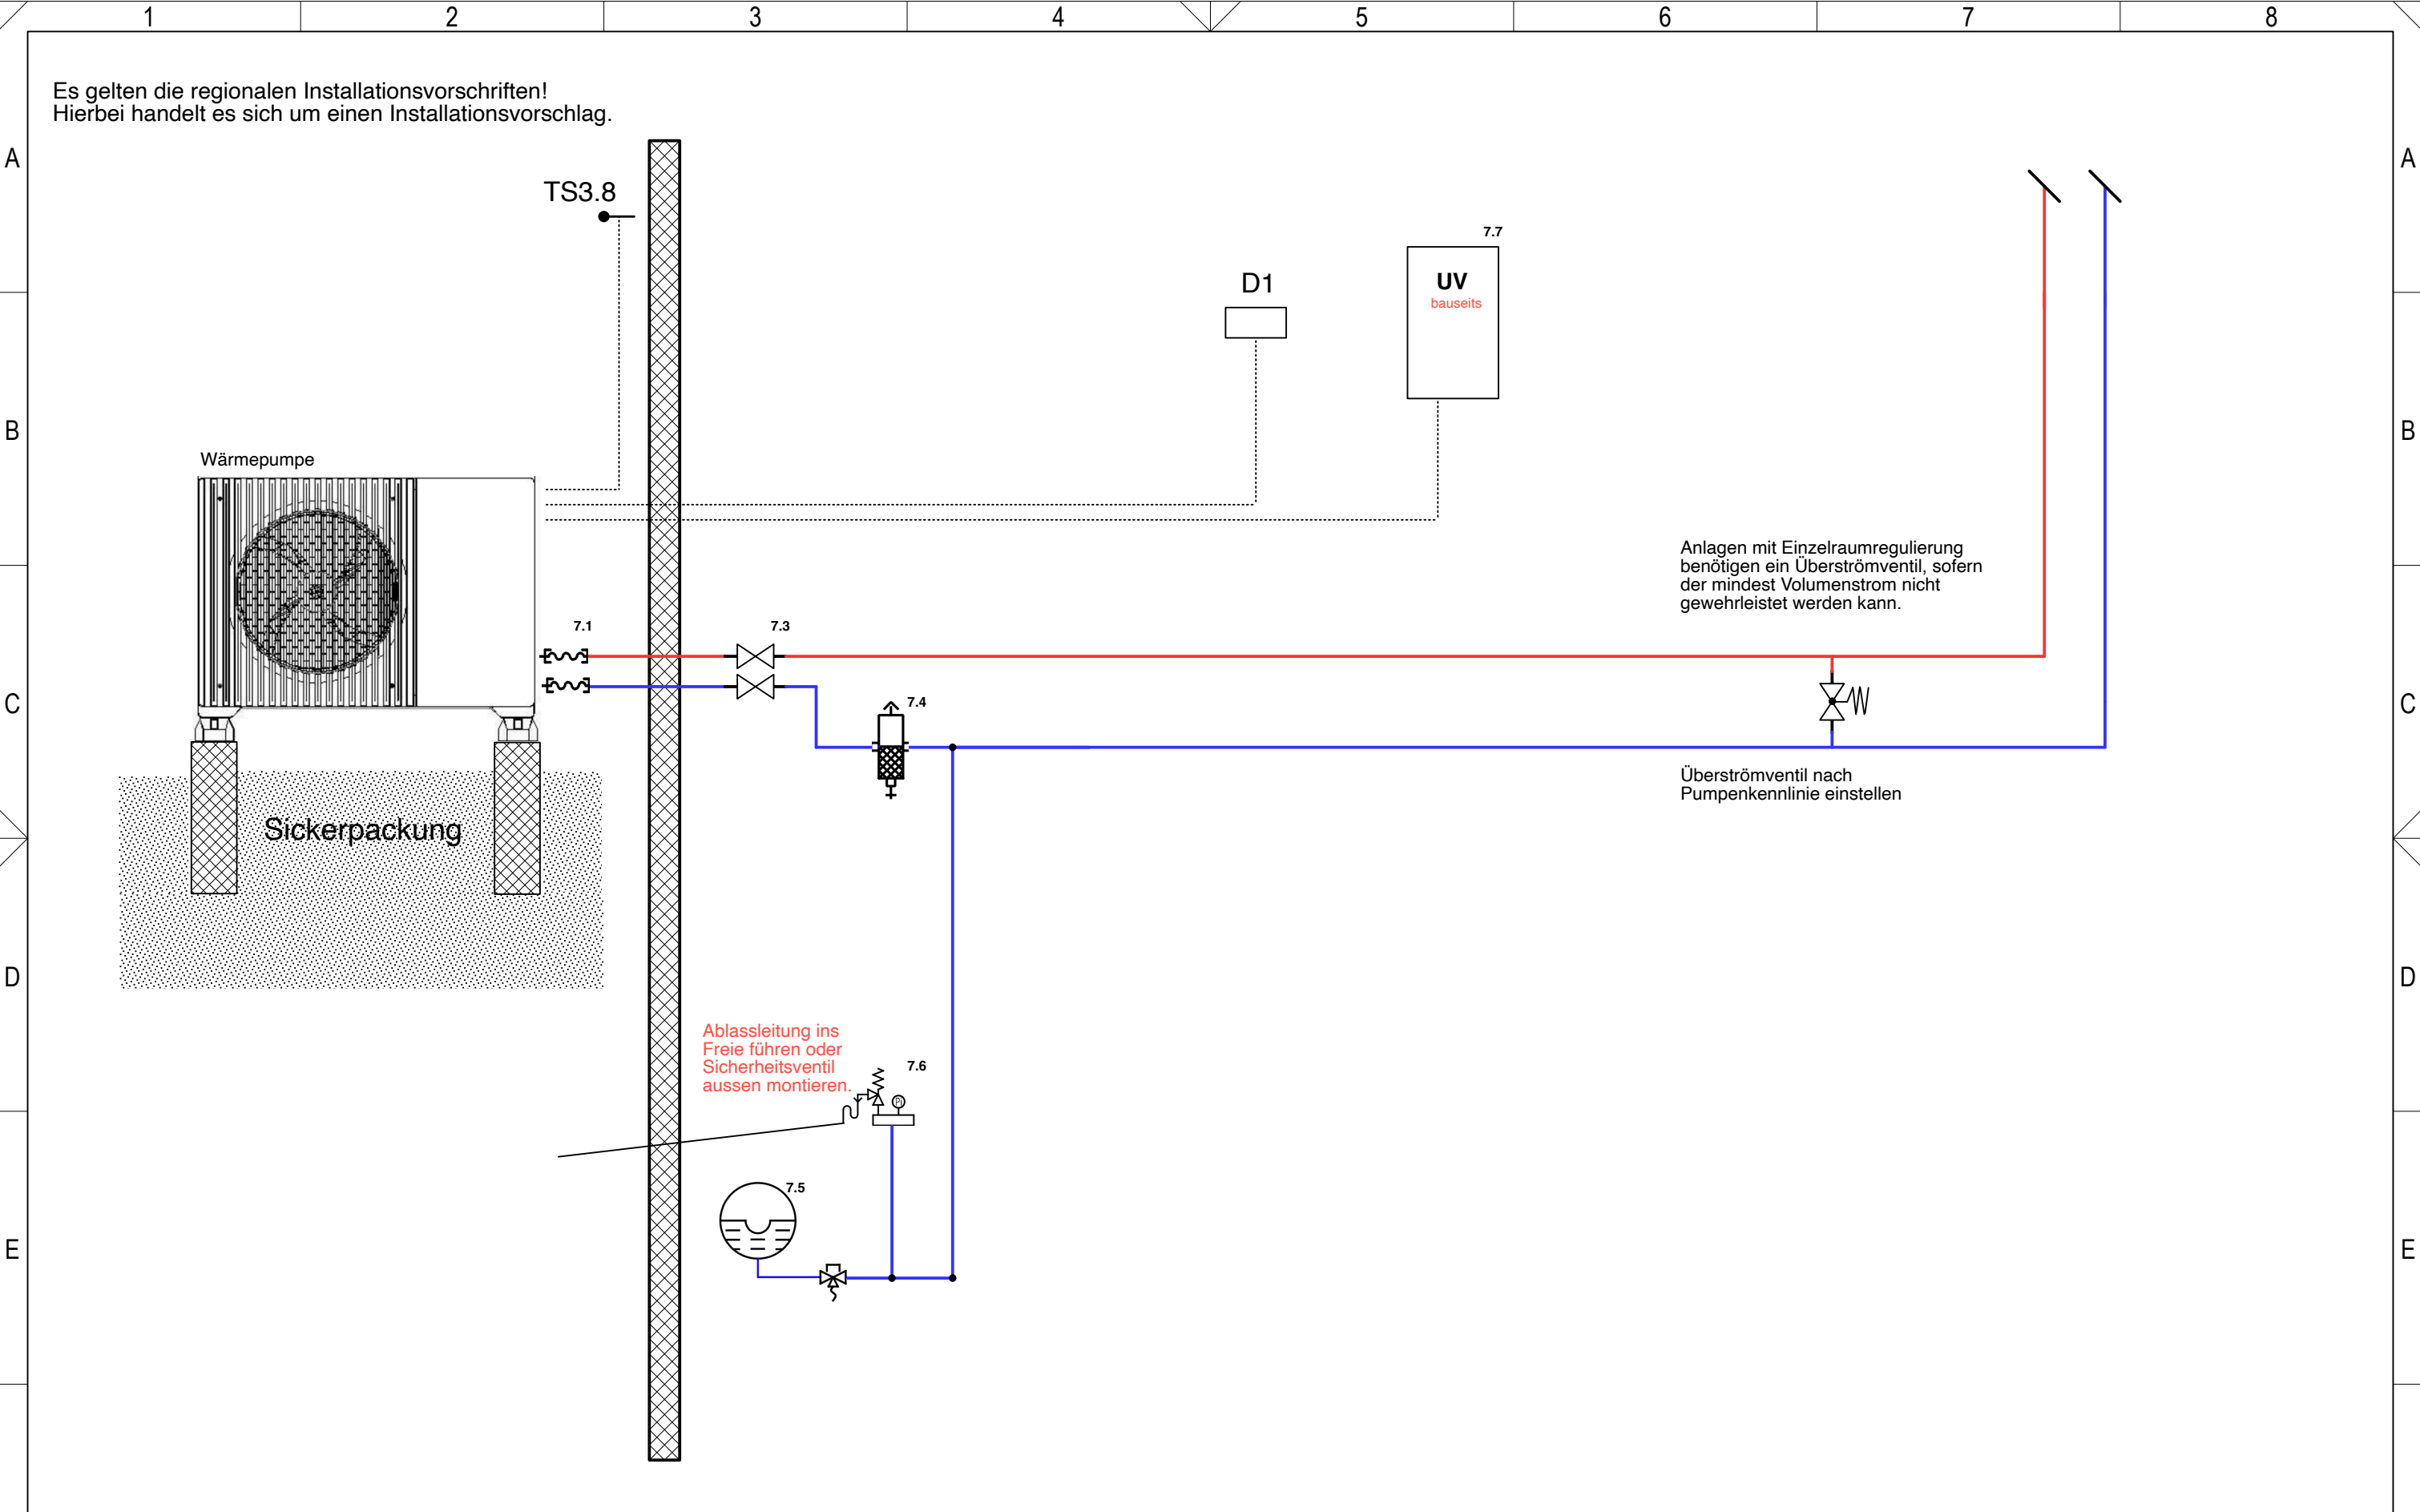 1 2 3 4 5 6 7 8
Es gelten die regionalen Installationsvorschriften!
Hierbei handelt es sich um einen Installationsvorschlag.
A A
TS3.8
7.7
UV
bauseits
D1
B B
Wärmepumpe
Anlagen mit Einzelraumregulierung
benötigen ein Überströmventil, sofern
der mindest Volumenstrom nicht
gewehrleistet werden kann.
7.1 7.3
7.4
C C
Überströmventil nach
Pumpenkennlinie einstellen
Sickerpackung
D D
Ablassleitung ins
Freie führen oder
Sicherheitsventil
aussen montieren.
7.6
PI
7.5
E E